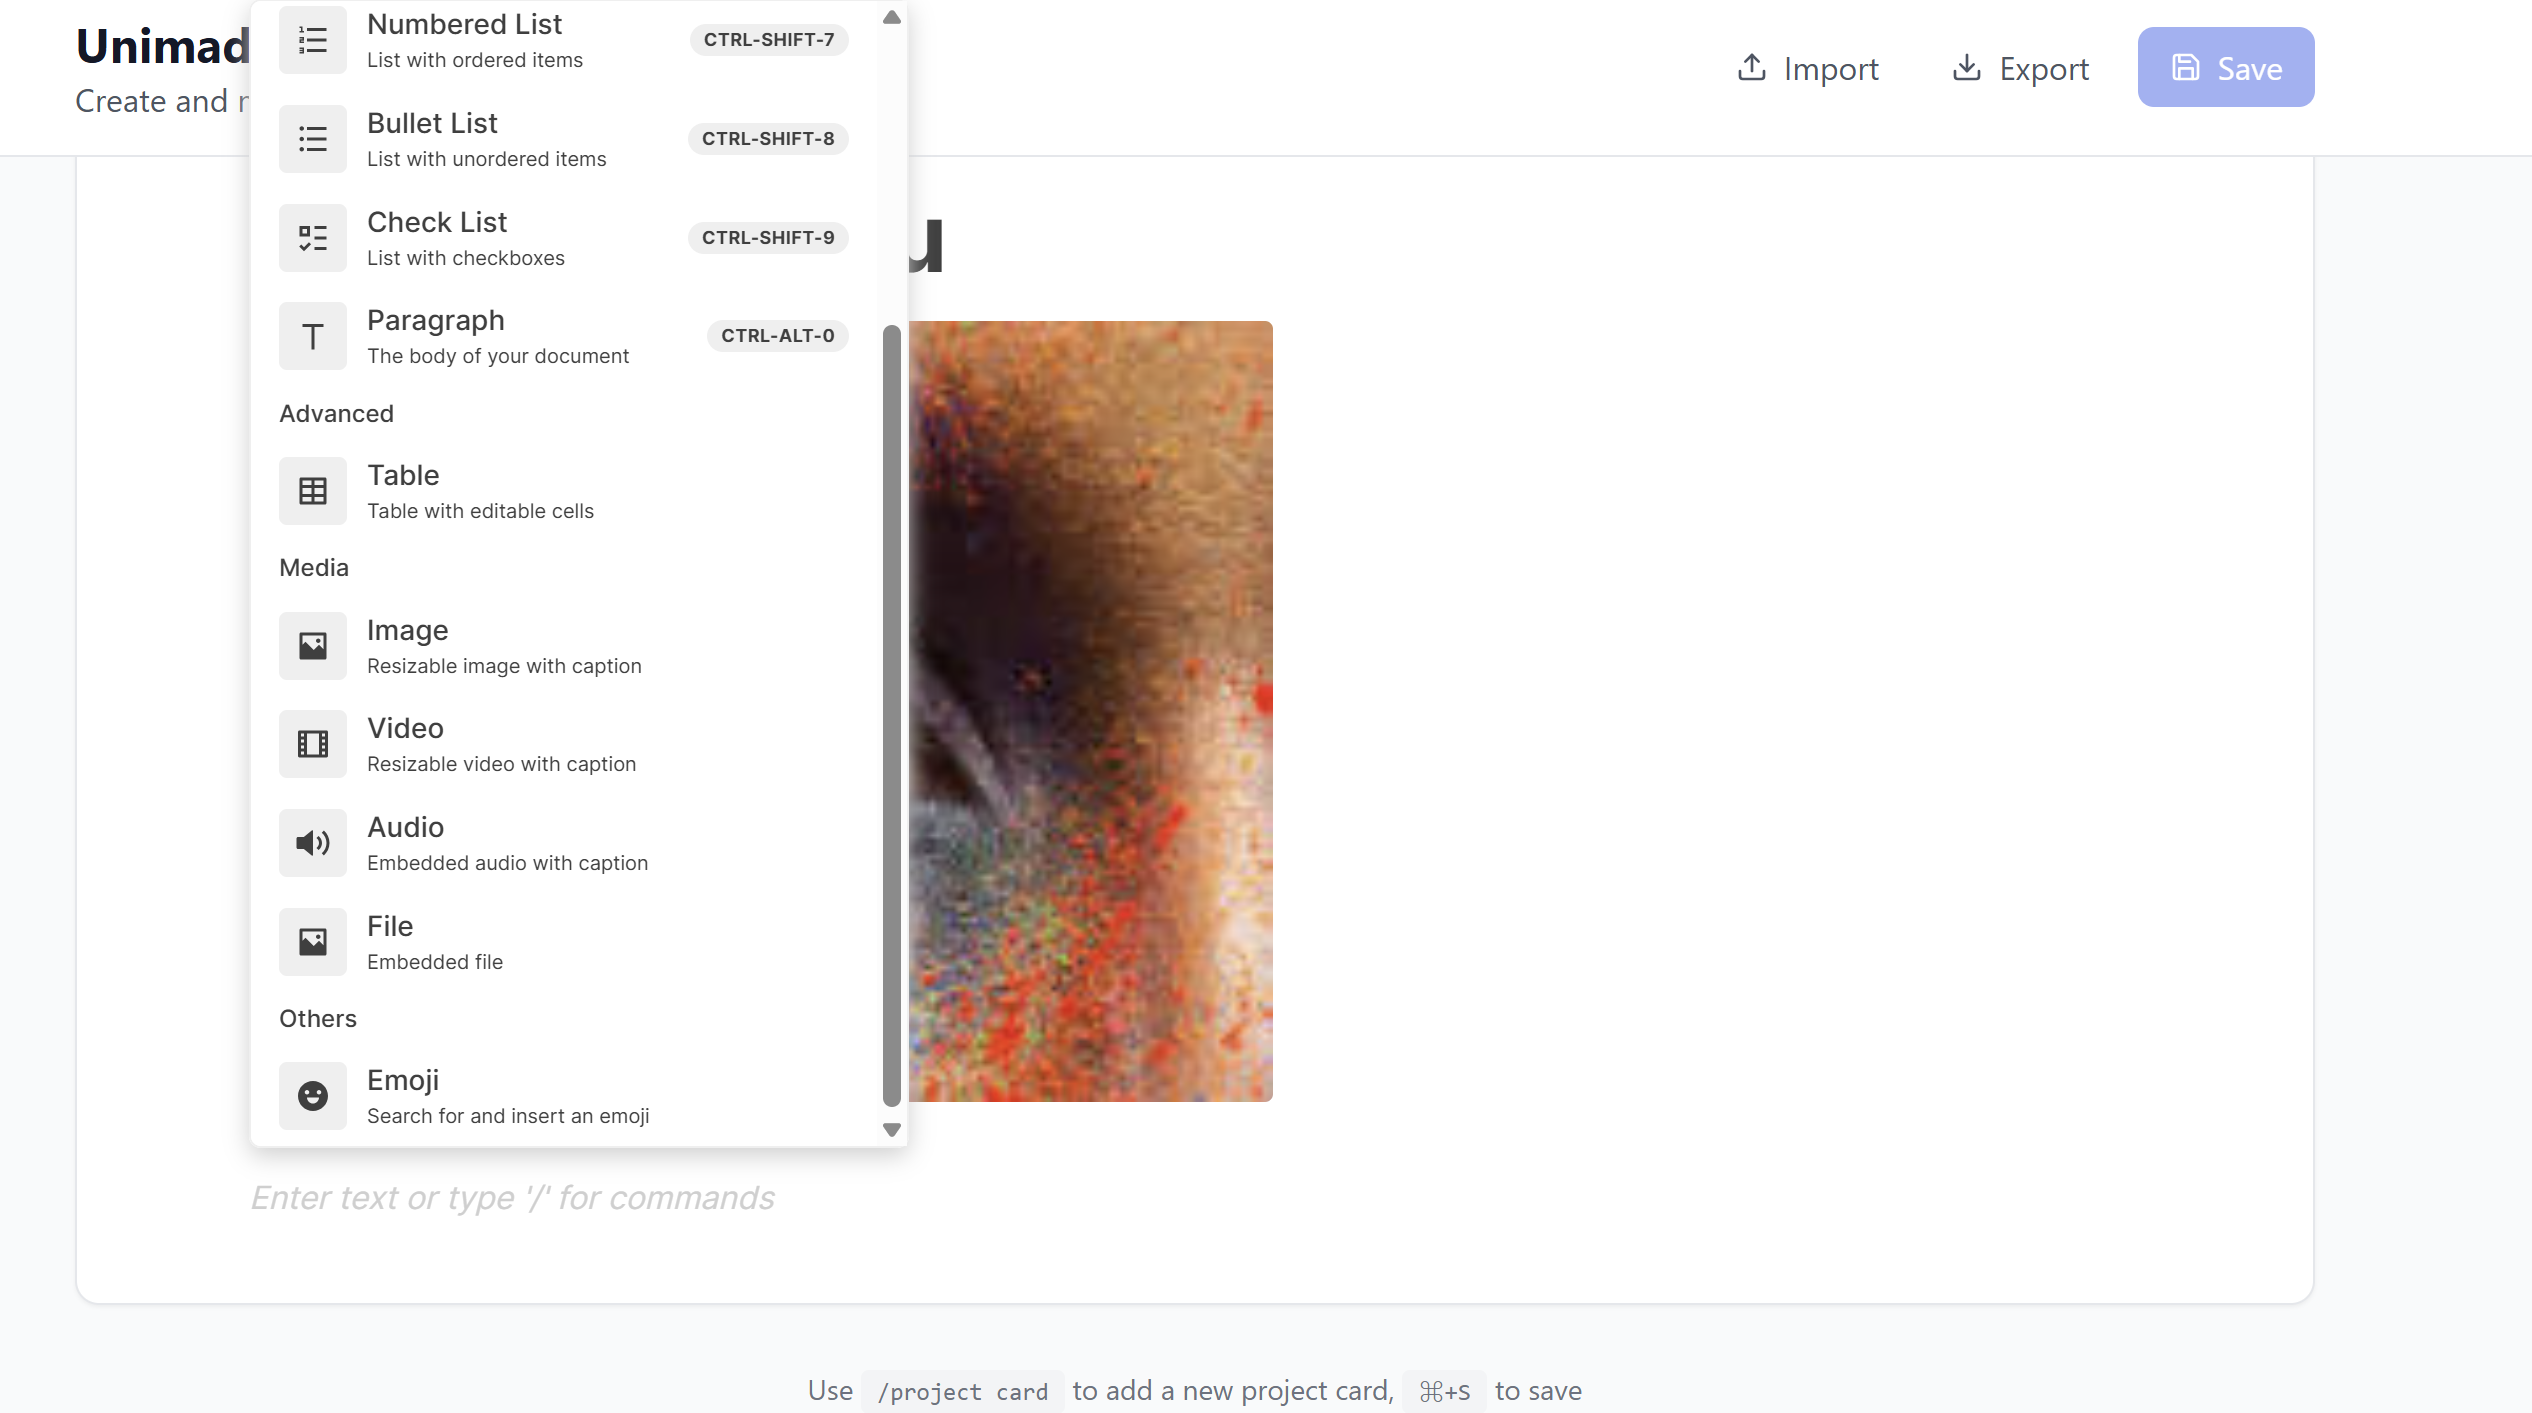 Unimad
Create and
Import
Export
Save
Numbered List
List with ordered items
CTRL-SHIFT-7
Bullet List
List with unordered items
CTRL-SHIFT-8
Check List
List with checkboxes
CTRL-SHIFT-9
Paragraph
The body of your document
CTRL-ALT-0
Advanced
Table
Table with editable cells
Media
Image
Resizable image with caption
Video
Resizable video with caption
Audio
Embedded audio with caption
File
Embedded file
Others
Emoji
Search for and insert an emoji
u
Enter text or type '/' for commands
Use /project card to add a new project card, ⌘+S to save